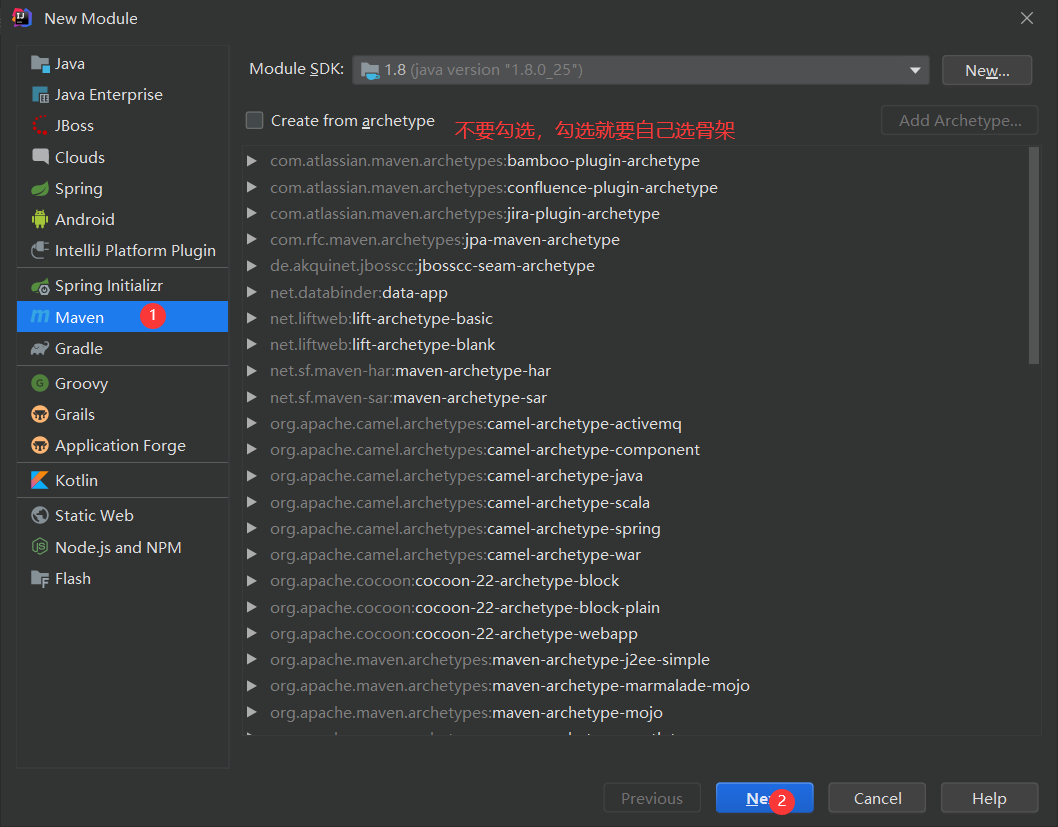 New Module
Java
Java Enterprise
JBoss
Clouds
Spring
Android
IntelliJ Platform Plugin
Spring Initializr
Maven 1
Gradle
Groovy
Grails
Application Forge
Kotlin
Static Web
Node.js and NPM
Flash
Module SDK: 1.8 (java version "1.8.0_25") New...
Create from archetype 不要勾选，勾选就要自己选骨架 Add Archetype...
com.atlassian.maven.archetypes:bamboo-plugin-archetype
com.atlassian.maven.archetypes:confluence-plugin-archetype
com.atlassian.maven.archetypes:jira-plugin-archetype
com.rfc.maven.archetypes:jpa-maven-archetype
de.akquinet.jbosscc:jbosscc-seam-archetype
net.databinder:data-app
net.liftweb:lift-archetype-basic
net.liftweb:lift-archetype-blank
net.sf.maven-har:maven-archetype-har
net.sf.maven-sar:maven-archetype-sar
org.apache.camel.archetypes:camel-archetype-activemq
org.apache.camel.archetypes:camel-archetype-component
org.apache.camel.archetypes:camel-archetype-java
org.apache.camel.archetypes:camel-archetype-scala
org.apache.camel.archetypes:camel-archetype-spring
org.apache.camel.archetypes:camel-archetype-war
org.apache.cocoon:cocoon-22-archetype-block
org.apache.cocoon:cocoon-22-archetype-block-plain
org.apache.cocoon:cocoon-22-archetype-webapp
org.apache.maven.archetypes:maven-archetype-j2ee-simple
org.apache.maven.archetypes:maven-archetype-marmalade-mojo
org.apache.maven.archetypes:maven-archetype-mojo
Previous Ne 2 Cancel Help